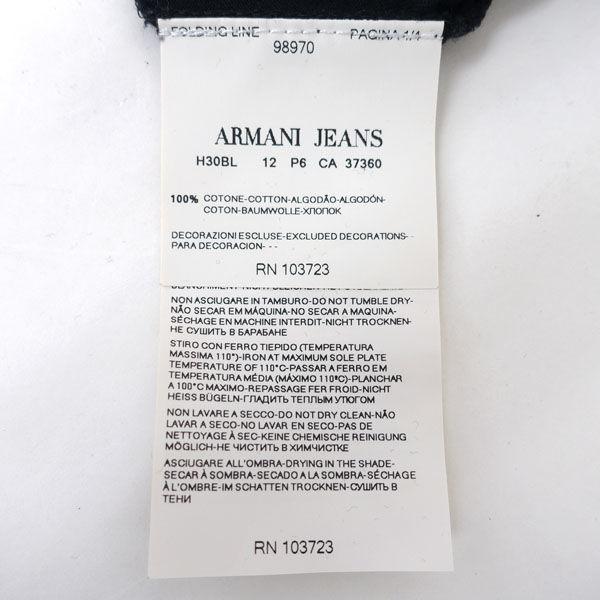 FOLDING LINE PAGINA 1/1
98970
ARMANI JEANS
H30BL 12 P6 CA 37360
100% COTONE-COTTON-ALGODÃO-ALGODÓN-
COTON-BAUMWOLLE-ХЛОПОК
DECORAZIONI ESCLUSE-EXCLUDED DECORATIONS-
PARA DECORACION- - -
RN 103723
NON ASCIUGARE IN TAMBURO-DO NOT TUMBLE DRY-
NÃO SECAR EM MÁQUINA-NO SECAR A MAQUINA-
SÉCHAGE EN MACHINE INTERDIT-NICHT TROCKNEN-
НЕ СУШИТЬ В БАРАБАНЕ
STIRO CON FERRO TIEPIDO (TEMPERATURA
MASSIMA 110°)-IRON AT MAXIMUM SOLE PLATE
TEMPERATURE OF 110°C-PASSAR A FERRO EM
TEMPERATURA MÉDIA (MÁXIMO 110ºC)-PLANCHAR
A 100°C MAXIMO-REPASSAGE FER FROID-NICHT
HEISS BÜGELN-ГЛАДИТЬ ТЕПЛЫМ УТЮГОМ
NON LAVARE A SECCO-DO NOT DRY CLEAN-NÃO
LAVAR A SECO-NO LAVAR EN SECO-PAS DE
NETTOYAGE À SEC-KEINE CHEMISCHE REINIGUNG
MÖGLICH-НЕ ЧИСТИТЬ В ХИМЧИСТКЕ
ASCIUGARE ALL'OMBRA-DRYING IN THE SHADE-
SECAR À SOMBRA-SECADO A LA SOMBRA-SÉCHAGE
À L'OMBRE-IM SCHATTEN TROCKNEN-СУШИТЬ В
ТЕНИ
RN 103723